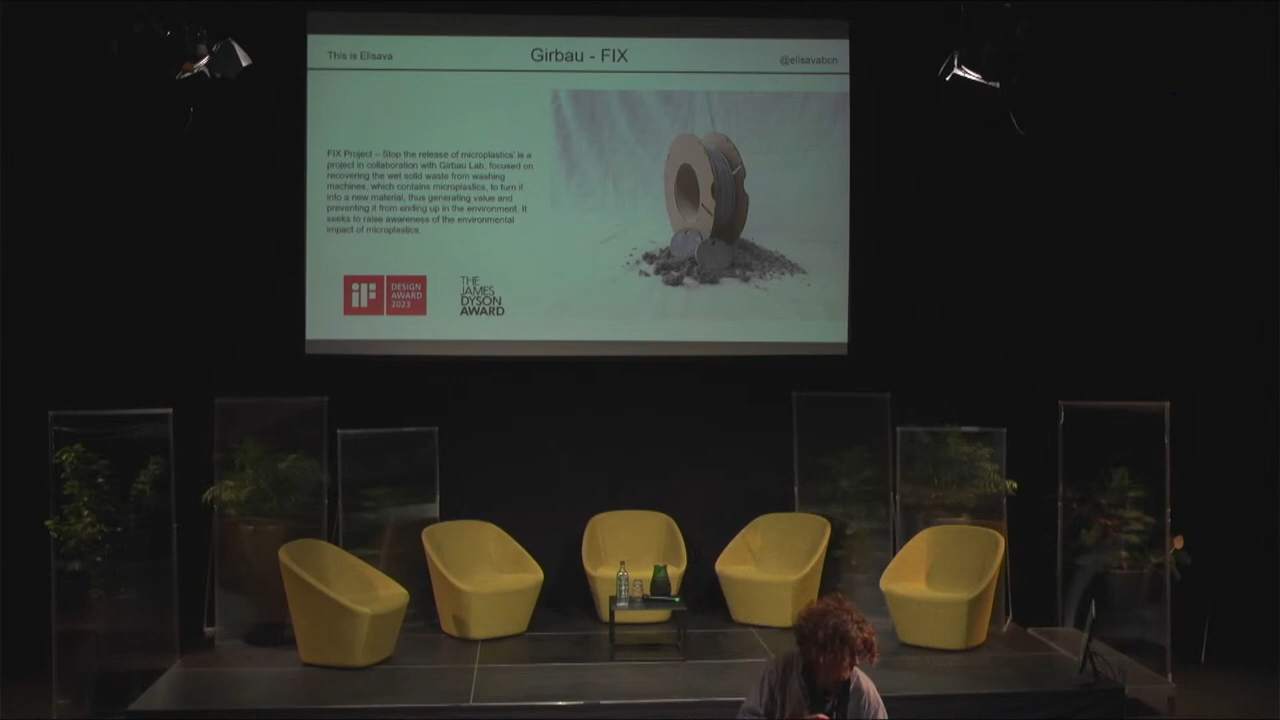 This is Elisava
Girbau - FIX
@elisavabcn
FIX Project – Stop the release of microplastics' is a
project in collaboration with Girbau Lab, focused on
recovering the wet solid waste from washing
machines, which contains microplastics, to turn it
into a new material, thus generating value and
preventing it from ending up in the environment. It
seeks to raise awareness of the environmental
impact of microplastics.
iF
DESIGN
AWARD
2023
THE
JAMES
DYSON
AWARD